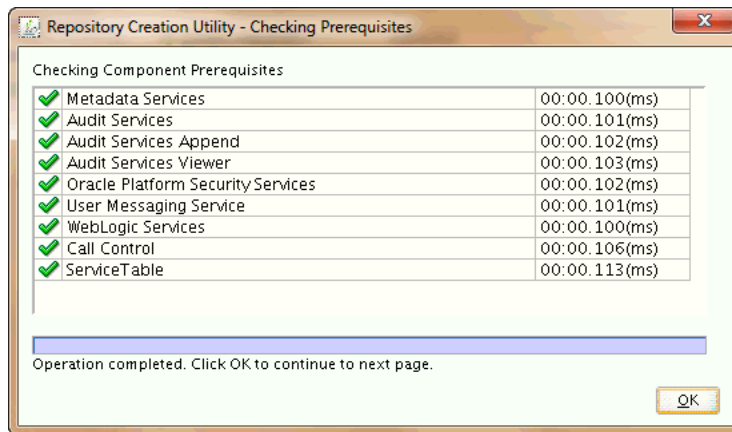 Repository Creation Utility - Checking Prerequisites
Checking Component Prerequisites
Metadata Services 00:00.100(ms)
Audit Services 00:00.101(ms)
Audit Services Append 00:00.102(ms)
Audit Services Viewer 00:00.103(ms)
Oracle Platform Security Services 00:00.102(ms)
User Messaging Service 00:00.101(ms)
WebLogic Services 00:00.100(ms)
Call Control 00:00.106(ms)
ServiceTable 00:00.113(ms)
Operation completed. Click OK to continue to next page.
OK